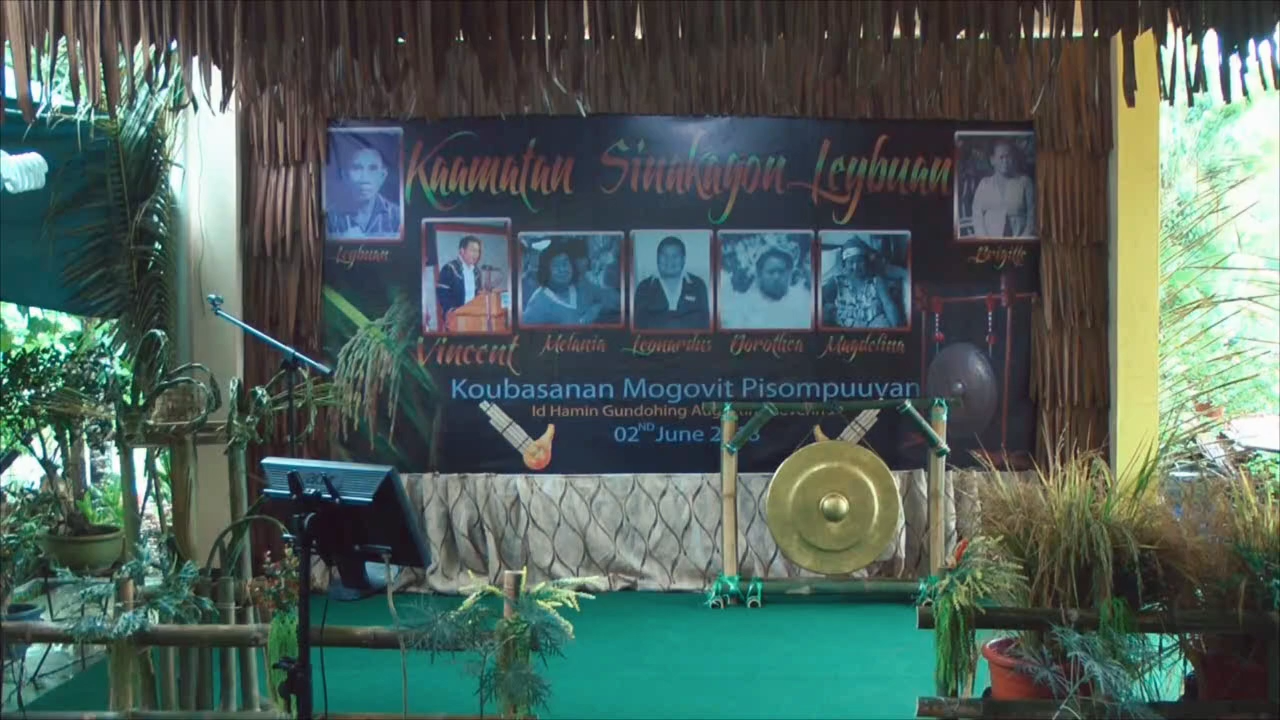 Kaamatan Sinakagon Leybuan
Leybuan
Brigitte
Vincent Melania Leonardus Dorothea Magdelina
Koubasanan Mogovit Pisompuuvan
Id Hamin Gundohing
02ND June